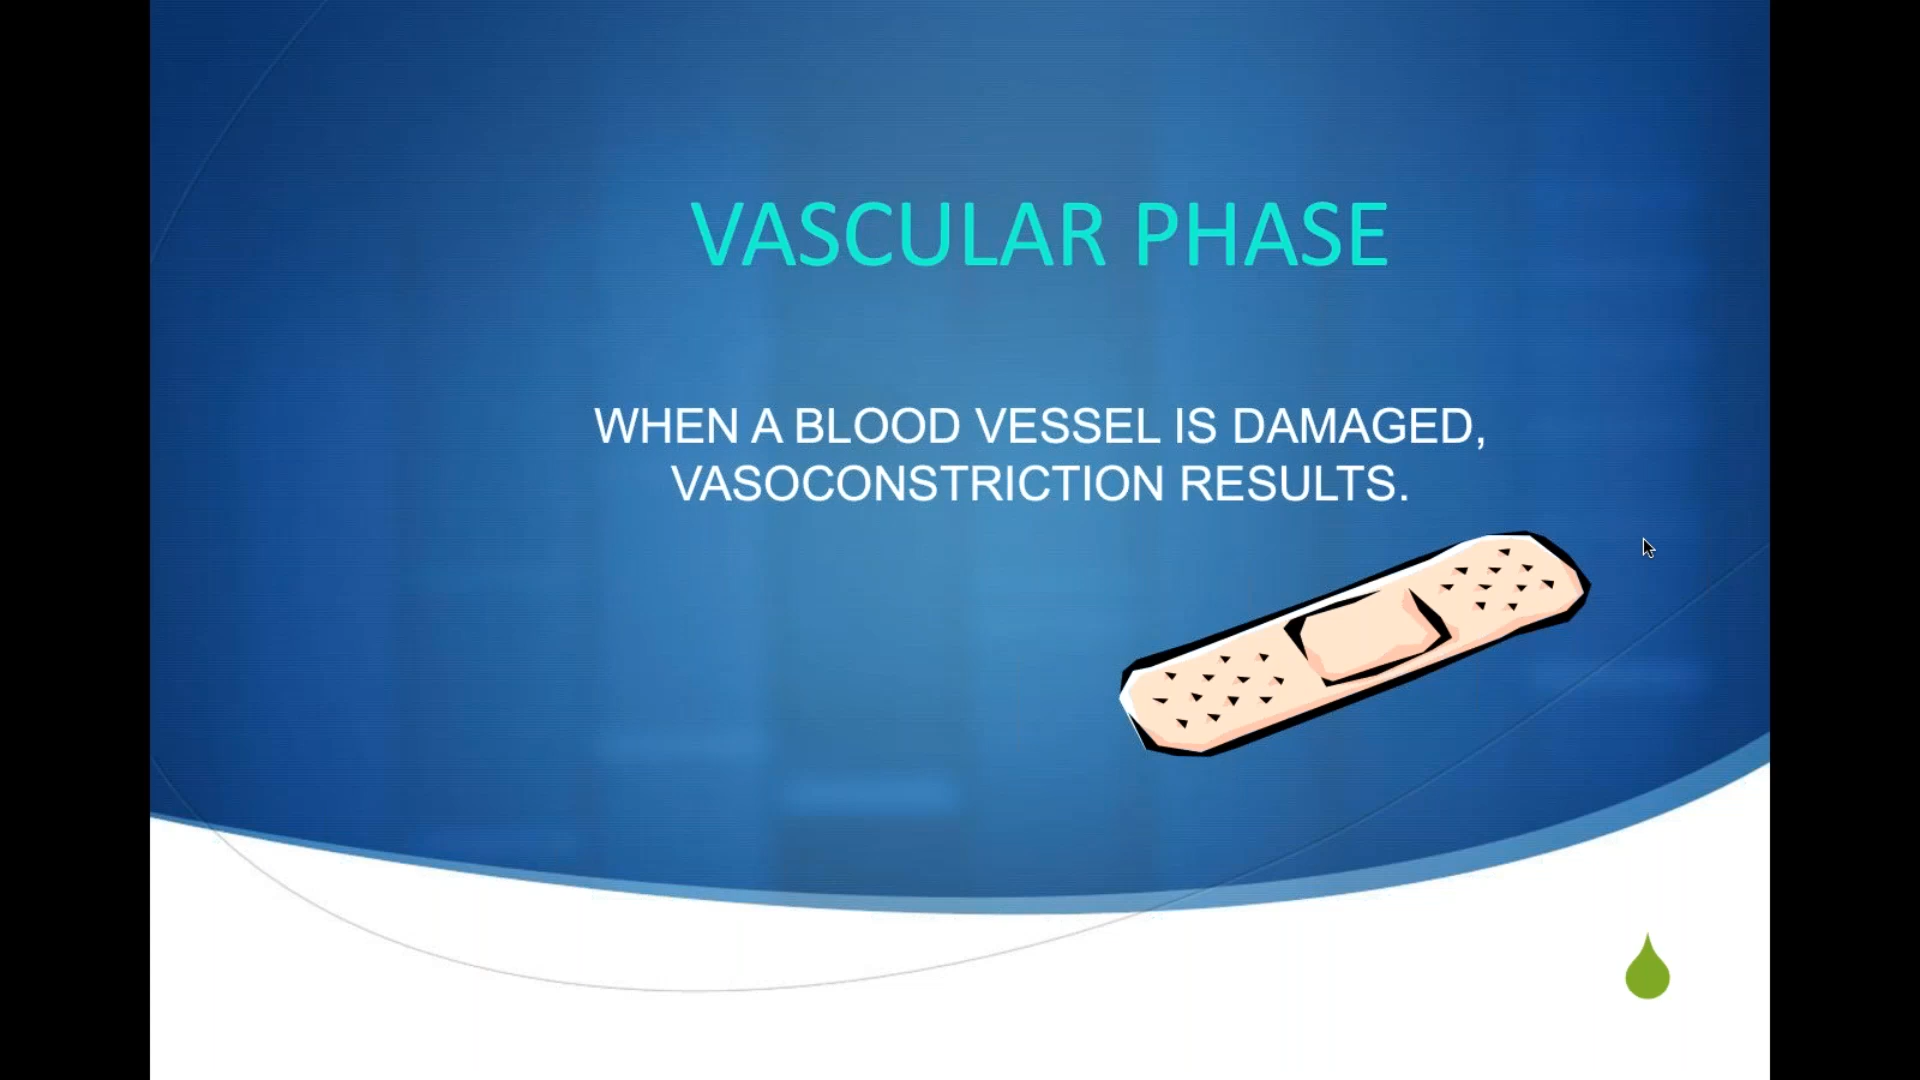 VASCULAR PHASE
WHEN A BLOOD VESSEL IS DAMAGED,
VASOCONSTRICTION RESULTS.